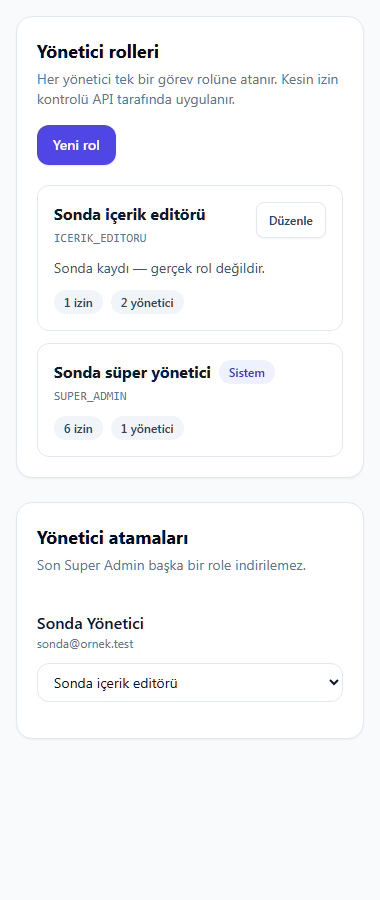 Yönetici rolleri
Her yönetici tek bir görev rolüne atanır. Kesin izin
kontrolü API tarafında uygulanır.
Yeni rol
Sonda içerik editörü
Düzenle
ICERIK_EDITORU
Sonda kaydı — gerçek rol değildir.
1 izin
2 yönetici
Sonda süper yönetici
Sistem
SUPER_ADMIN
6 izin
1 yönetici
Yönetici atamaları
Son Super Admin başka bir role indirilemez.
Sonda Yönetici
sonda@ornek.test
Sonda içerik editörü